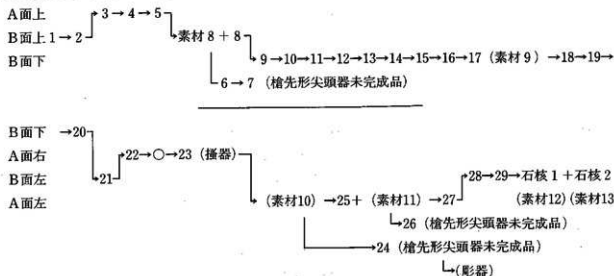 A面上 3→4→5
B面上 1→2 素材8+8
B面下 9→10→11→12→13→14→15→16→17(素材9)→18→19→
6→7(槍先形尖頭器未完成品)
B面下 →20
A面右 22→○→23(掻器)
B面左 21 28→29→石核1+石核2
A面左 (素材10)→25+(素材11)→27 (素材12)(素材13
26(槍先形尖頭器未完成品)
24(槍先形尖頭器未完成品)
(彫器)